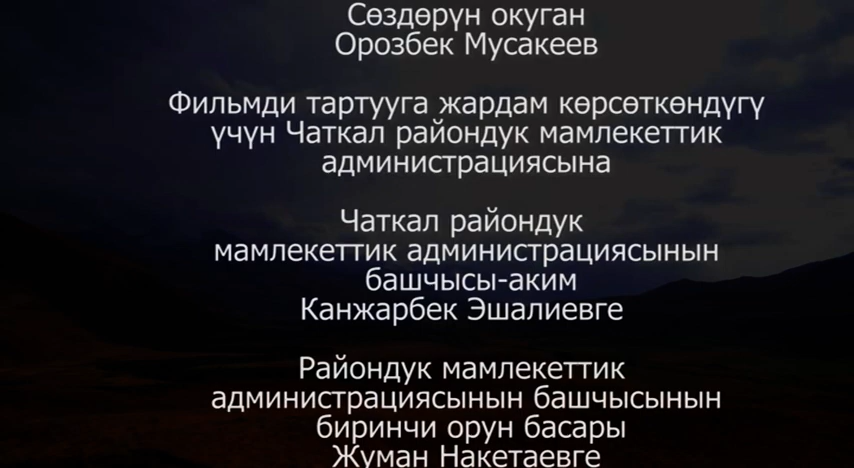 Сөздөрүн окуган
Орозбек Мусакеев
Фильмди тартууга жардам көрсөткөндүгү
үчүн Чаткал райондук мамлекеттик
администрациясына
Чаткал райондук
мамлекеттик администрациясынын
башчысы-аким
Канжарбек Эшалиевге
Райондук мамлекеттик
администрациясынын башчысынын
биринчи орун басары
Жуман Накетаевге